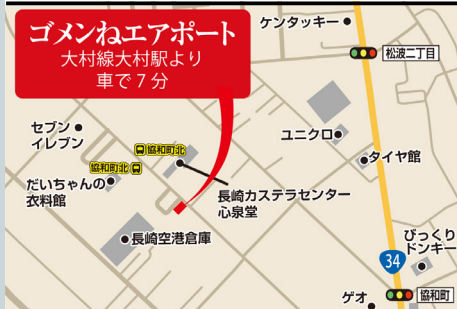 ゴメンねエアポート
大村線大村駅より
車で7分
ケンタッキー
松波二丁目
セブン
イレブン
協和町北
協和町北
ユニクロ
タイヤ館
だいちゃんの
衣料館
長崎カステラセンター
心泉堂
長崎空港倉庫
びっくり
ドンキー
34
協和町
ゲオ